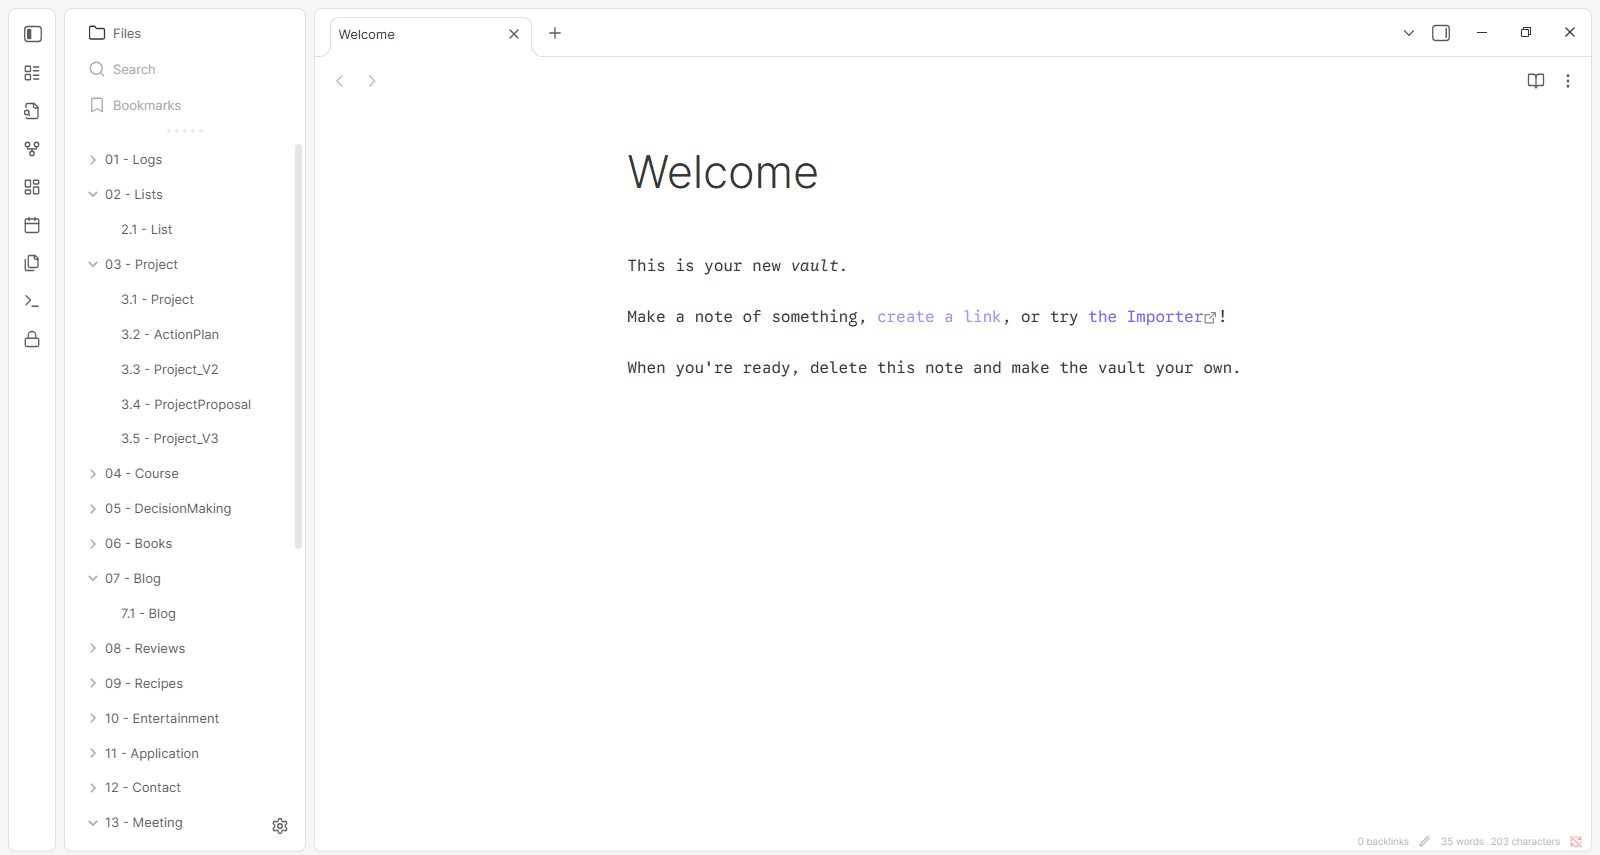 Files
Search
Bookmarks
01 - Logs
02 - Lists
2.1 - List
03 - Project
3.1 - Project
3.2 - ActionPlan
3.3 - Project_V2
3.4 - ProjectProposal
3.5 - Project_V3
04 - Course
05 - DecisionMaking
06 - Books
07 - Blog
7.1 - Blog
08 - Reviews
09 - Recipes
10 - Entertainment
11 - Application
12 - Contact
13 - Meeting
Welcome
Welcome
This is your new vault.
Make a note of something, create a link, or try the Importer!
When you're ready, delete this note and make the vault your own.
0 backlinks 35 words 203 characters